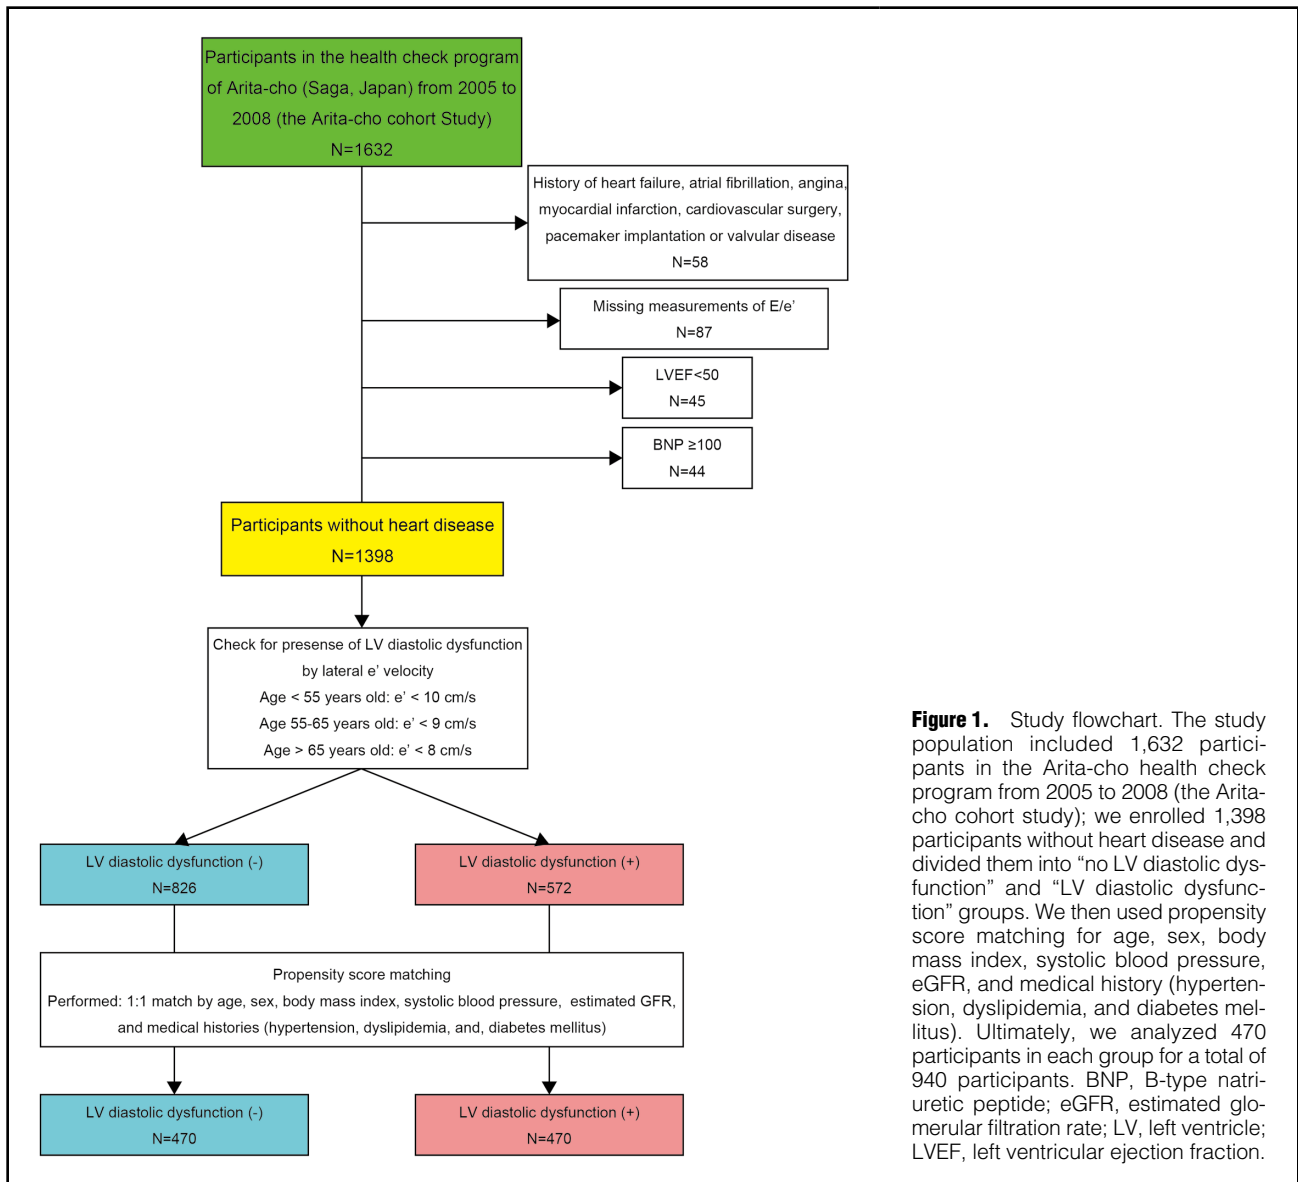 Participants in the health check program
of Arita-cho (Saga, Japan) from 2005 to
2008 (the Arita-cho cohort Study)
N=1632
History of heart failure, atrial fibrillation, angina,
myocardial infarction, cardiovascular surgery,
pacemaker implantation or valvular disease
N=58
Missing measurements of E/e’
N=87
LVEF<50
N=45
BNP ≥100
N=44
Participants without heart disease
N=1398
Check for presense of LV diastolic dysfunction
by lateral e’ velocity
Age < 55 years old: e’ < 10 cm/s
Age 55-65 years old: e’ < 9 cm/s
Age > 65 years old: e’ < 8 cm/s
LV diastolic dysfunction (-)
N=826
LV diastolic dysfunction (+)
N=572
Propensity score matching
Performed: 1:1 match by age, sex, body mass index, systolic blood pressure, estimated GFR,
and medical histories (hypertension, dyslipidemia, and, diabetes mellitus)
LV diastolic dysfunction (-)
N=470
LV diastolic dysfunction (+)
N=470
Figure 1. Study flowchart. The study
population included 1,632 partici-
pants in the Arita-cho health check
program from 2005 to 2008 (the Arita-
cho cohort study); we enrolled 1,398
participants without heart disease and
divided them into “no LV diastolic dys-
function” and “LV diastolic dysfunc-
tion” groups. We then used propensity
score matching for age, sex, body
mass index, systolic blood pressure,
eGFR, and medical history (hyperten-
sion, dyslipidemia, and diabetes mel-
litus). Ultimately, we analyzed 470
participants in each group for a total of
940 participants. BNP, B-type natri-
uretic peptide; eGFR, estimated glo-
merular filtration rate; LV, left ventricle;
LVEF, left ventricular ejection fraction.